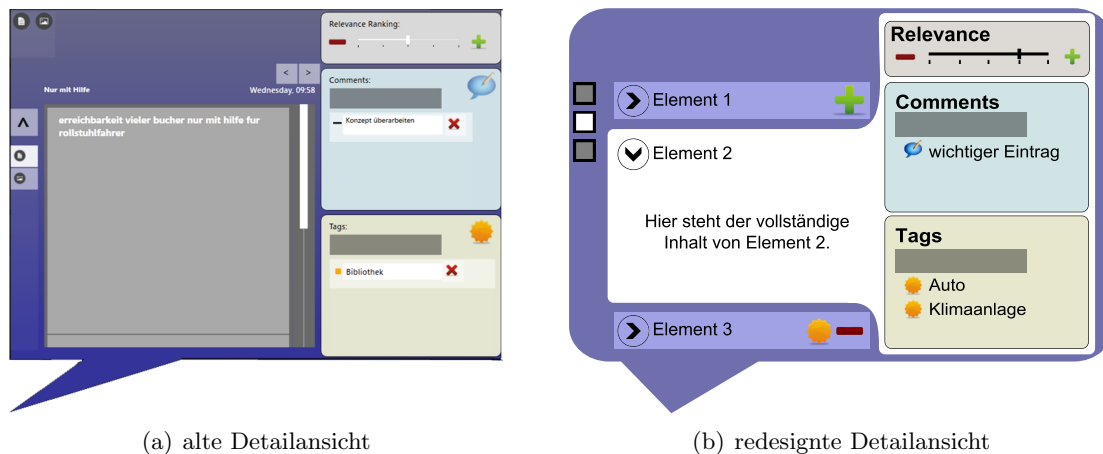 Relevance Ranking:
< >
Comments:
Nur mit Hilfe
Wednesday, 09:58
erreichbarkeit vieler bucher nur mit hilfe fur
rollstuhlfahrer
Konzept überarbeiten
Tags:
Bibliothek
(a) alte Detailansicht
Relevance
Element 1
Comments
wichtiger Eintrag
Element 2
Hier steht der vollständige
Inhalt von Element 2.
Tags
Auto
Klimaanlage
Element 3
(b) redesignte Detailansicht